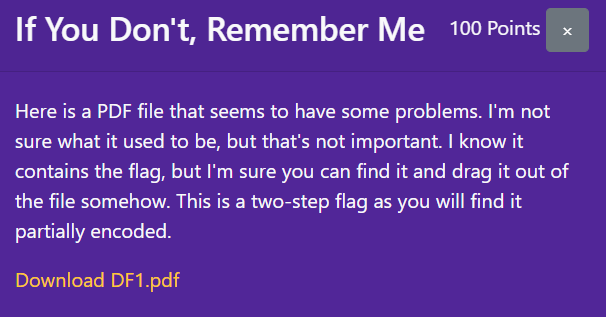 If You Don't, Remember Me
100 Points
×
Here is a PDF file that seems to have some problems. I'm not
sure what it used to be, but that's not important. I know it
contains the flag, but I'm sure you can find it and drag it out of
the file somehow. This is a two-step flag as you will find it
partially encoded.
Download DF1.pdf